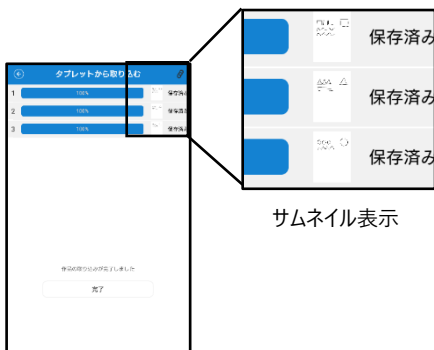 タブレットから取り込む
1 100% 保存済み
2 100% 保存済み
3 100% 保存済み
作品の取り込みが完了しました
完了
保存済み
保存済み
保存済み
サムネイル表示